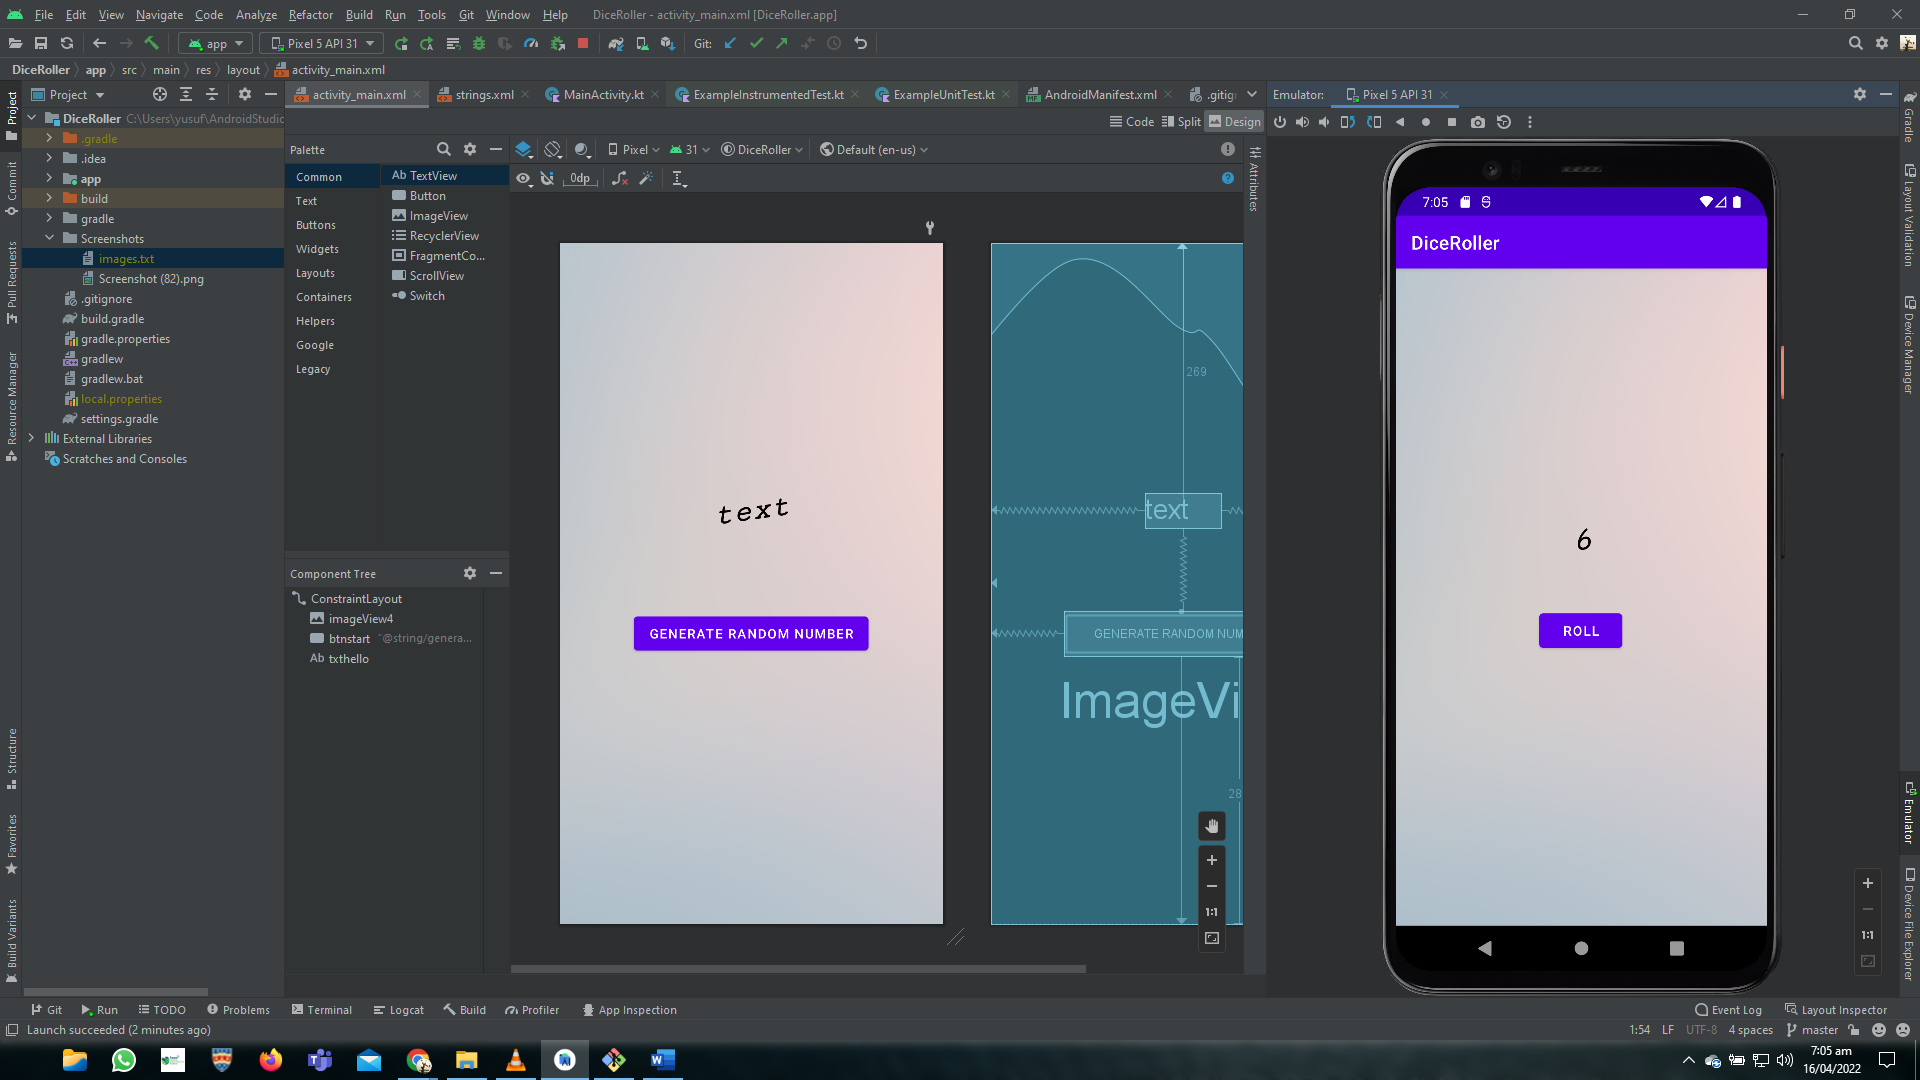 File Edit View Navigate Code Analyze Refactor Build Run Tools Git Window Help DiceRoller - activity_main.xml [DiceRoller.app]
app Pixel 5 API 31 Git:
DiceRoller app src main res layout activity_main.xml
Project
activity_main.xml strings.xml MainActivity.kt ExampleInstrumentedTest.kt ExampleUnitTest.kt AndroidManifest.xml .gitign
Emulator: Pixel 5 API 31
Code Split Design
DiceRoller C:\Users\yusuf\AndroidStudio
.gradle
.idea
app
build
gradle
Screenshots
images.txt
Screenshot (82).png
.gitignore
build.gradle
gradle.properties
gradlew
gradlew.bat
local.properties
settings.gradle
External Libraries
Scratches and Consoles
Palette
Common
Text
Buttons
Widgets
Layouts
Containers
Helpers
Google
Legacy
Ab TextView
Button
ImageView
RecyclerView
FragmentCo...
ScrollView
Switch
Component Tree
ConstraintLayout
imageView4
btnstart "@string/genera...
Ab txthello
Pixel 31 DiceRoller Default (en-us)
0dp
text
GENERATE RANDOM NUMBER
269
text
GENERATE RANDOM NUM
ImageVi
28
1:1
7:05
DiceRoller
6
ROLL
1:1
Project
Commit
Pull Requests
Resource Manager
Structure
Favorites
Build Variants
Attributes
Gradle
Layout Validation
Device Manager
Emulator
Device File Explorer
Git Run TODO Problems Terminal Logcat Build Profiler App Inspection Event Log Layout Inspector
Launch succeeded (2 minutes ago) 1:54 LF UTF-8 4 spaces master
7:05 am
16/04/2022